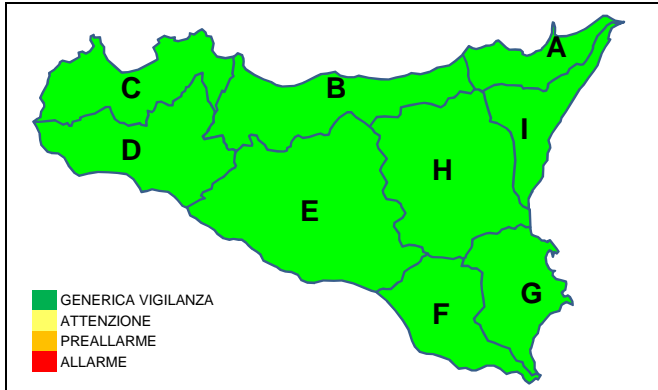 A
B
C
I
D
H
E
G
F
GENERICA VIGILANZA
ATTENZIONE
PREALLARME
ALLARME